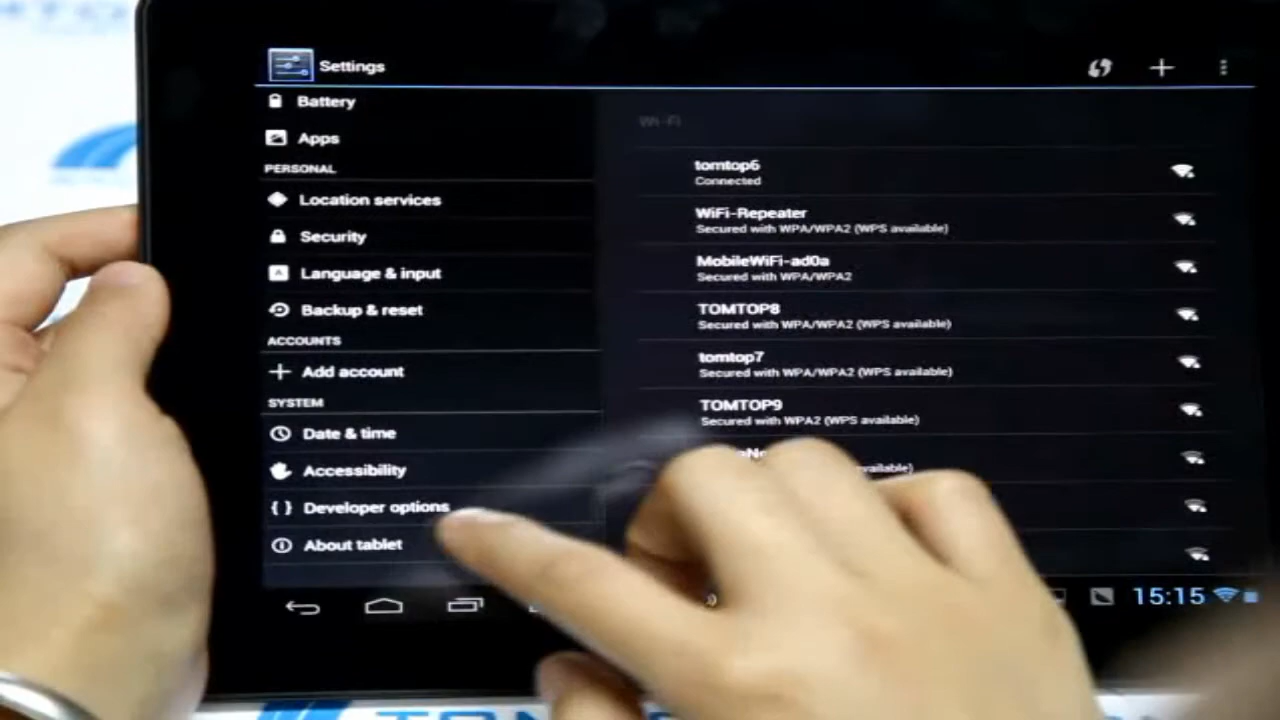 Settings
Battery
Apps
PERSONAL
Location services
Security
Language & input
Backup & reset
ACCOUNTS
Add account
SYSTEM
Date & time
Accessibility
Developer options
About tablet
Wi-Fi
tomtop6
Connected
WiFi-Repeater
Secured with WPA/WPA2 (WPS available)
MobileWiFi-ad0a
Secured with WPA/WPA2
TOMTOP8
Secured with WPA/WPA2 (WPS available)
tomtop7
Secured with WPA/WPA2 (WPS available)
TOMTOP9
Secured with WPA2 (WPS available)
available)
15:15